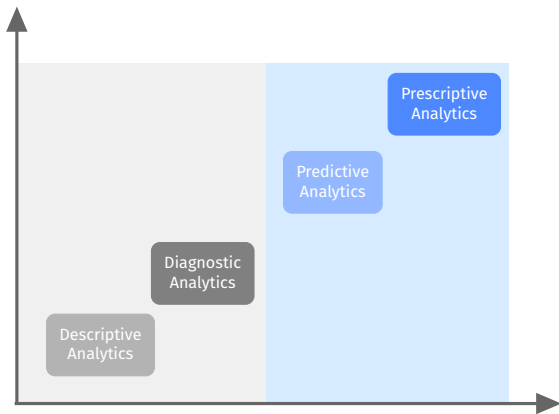 Prescriptive
Analytics
Predictive
Analytics
Diagnostic
Analytics
Descriptive
Analytics